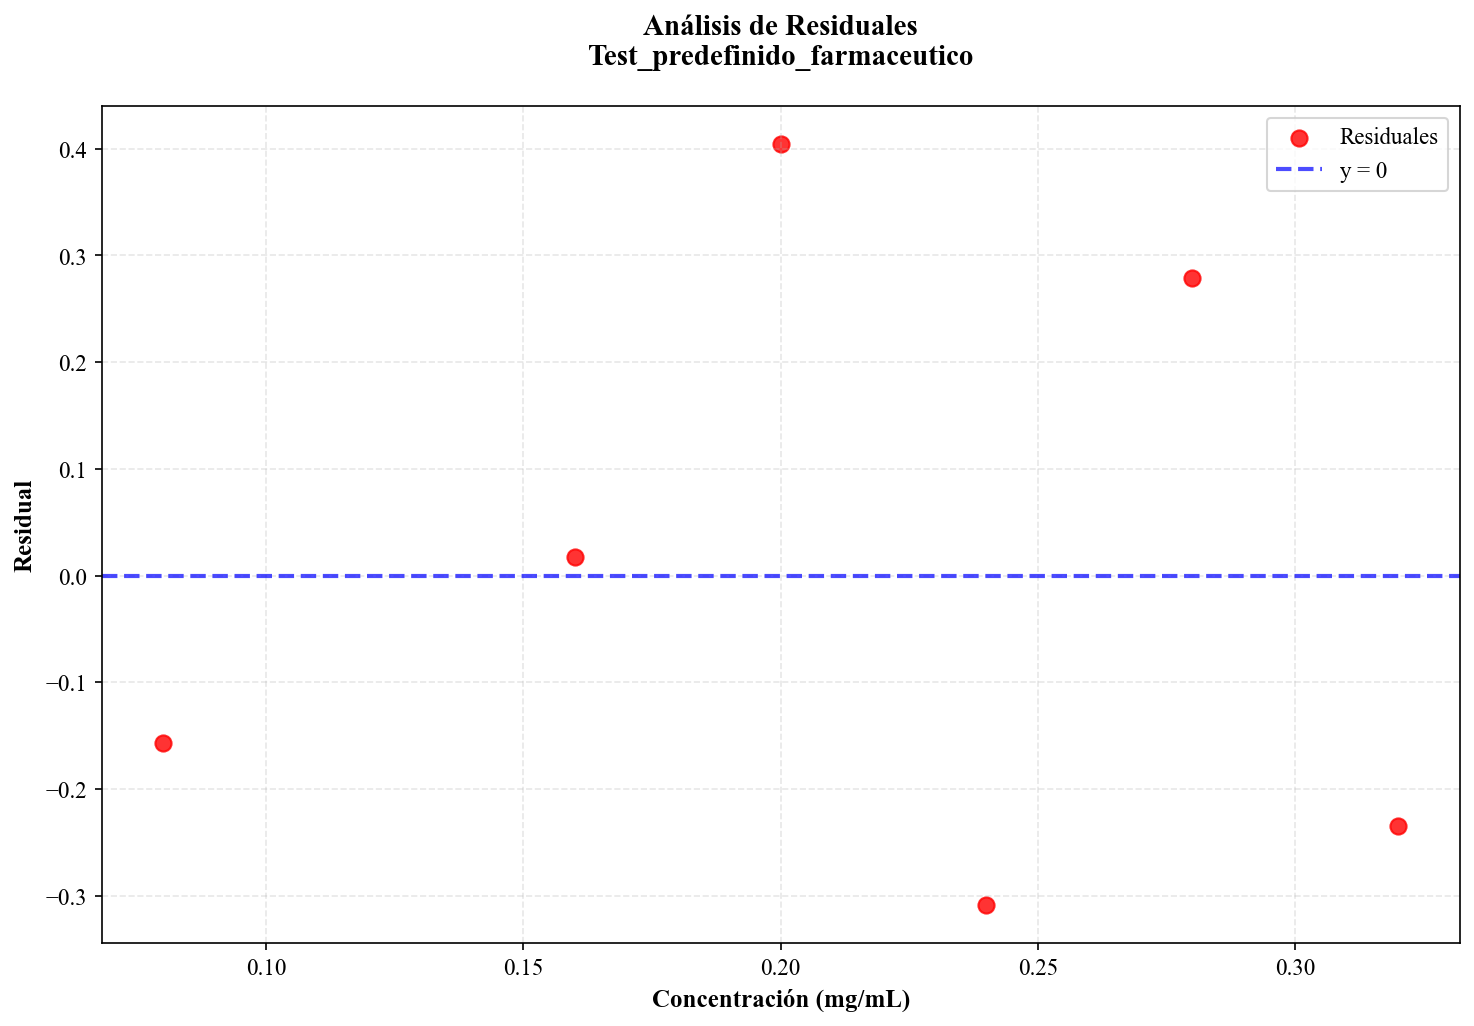 Análisis de Residuales
Test_predefinido_farmaceutico
Residuales
y = 0
0.4
0.3
0.2
0.1
0.0
−0.1
−0.2
−0.3
Residual
0.10
0.15
0.20
0.25
0.30
Concentración (mg/mL)